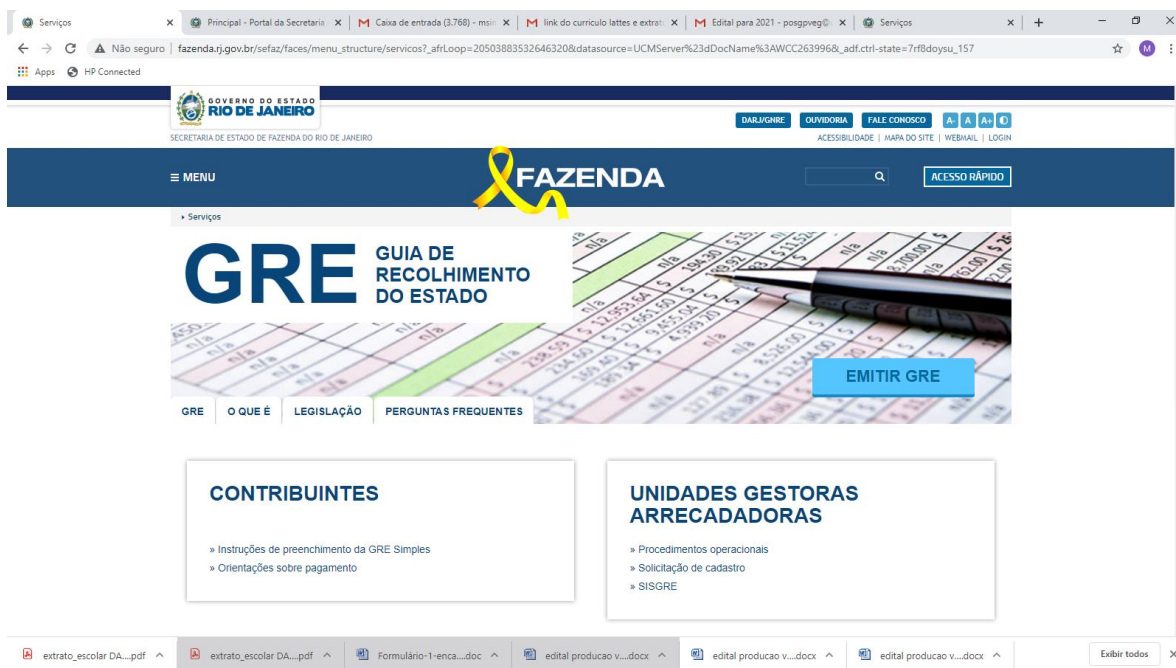 Serviços
Principal - Portal da Secretaria
Caixa de entrada (3.768) - msin
link do curriculo lattes e extrato
Edital para 2021 - posgpveg@
Serviços
Não seguro | fazenda.rj.gov.br/sefaz/faces/menu_structure/servicos?_afrLoop=20503883532646320&datasource=UCMServer%23dDocName%3AWCC263996&_adf.ctrl-state=7rf8doysu_157
M
Apps HP Connected
GOVERNO DO ESTADO
RIO DE JANEIRO
SECRETARIA DE ESTADO DE FAZENDA DO RIO DE JANEIRO
DARJ/GNRE OUVIDORIA FALE CONOSCO A- A A+
ACESSIBILIDADE | MAPA DO SITE | WEBMAIL | LOGIN
≡ MENU
FAZENDA
ACESSO RÁPIDO
Serviços
GRE
GUIA DE
RECOLHIMENTO
DO ESTADO
EMITIR GRE
GRE O QUE É LEGISLAÇÃO PERGUNTAS FREQUENTES
CONTRIBUINTES
» Instruções de preenchimento da GRE Simples
» Orientações sobre pagamento
UNIDADES GESTORAS
ARRECADADORAS
» Procedimentos operacionais
» Solicitação de cadastro
» SISGRE
extrato_escolar DA....pdf
extrato_escolar DA....pdf
Formulário-1-enca....doc
edital producao v....docx
edital producao v....docx
edital producao v....docx
Exibir todos